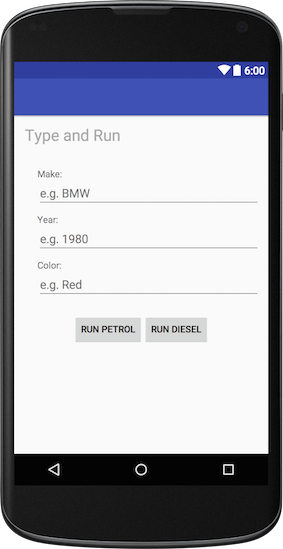 6:00
Type and Run
Make:
e.g. BMW
Year:
e.g. 1980
Color:
e.g. Red
RUN PETROL RUN DIESEL